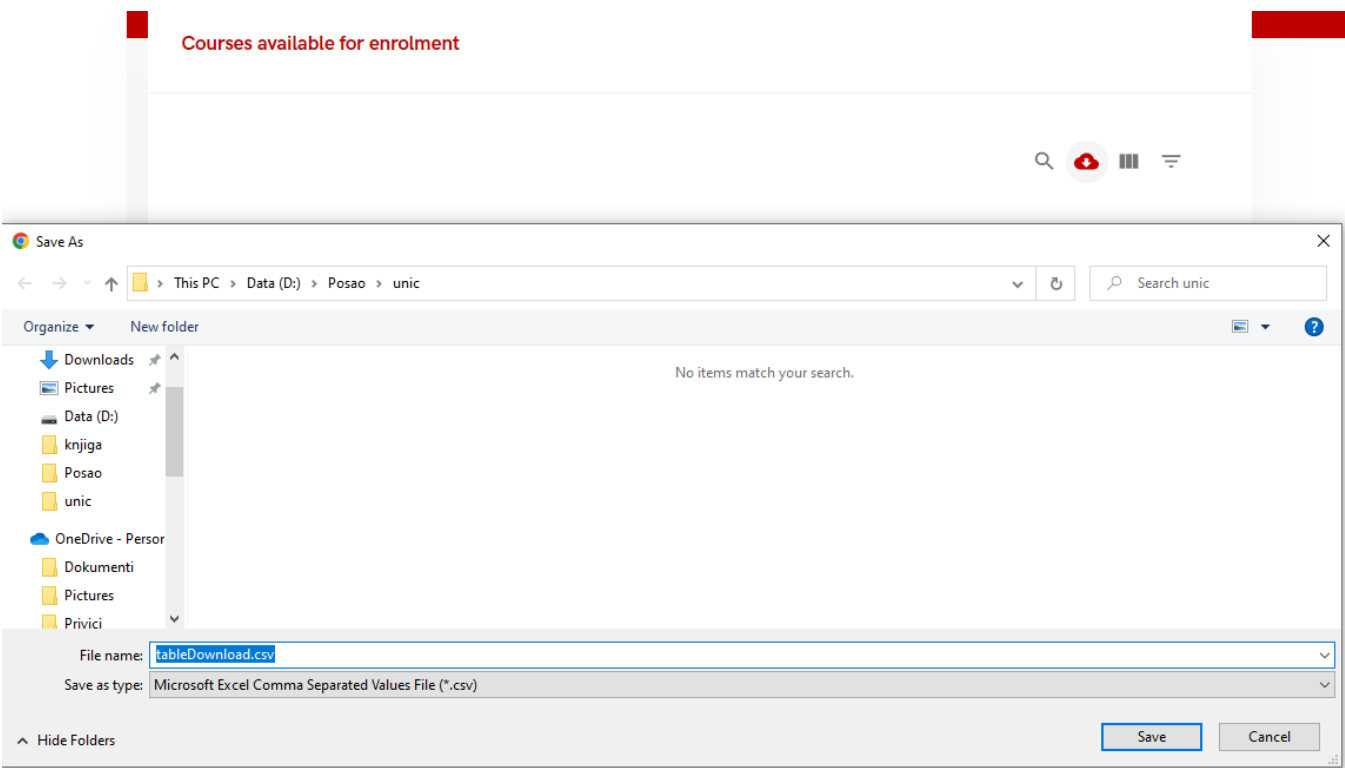 Courses available for enrolment
Save As
This PC > Data (D:) > Posao > unic
Search unic
Organize
New folder
Downloads
Pictures
Data (D:)
knjiga
Posao
unic
OneDrive - Person
Dokumenti
Pictures
Privici
No items match your search.
File name: tableDownload.csv
Save as type: Microsoft Excel Comma Separated Values File (*.csv)
Hide Folders
Save
Cancel